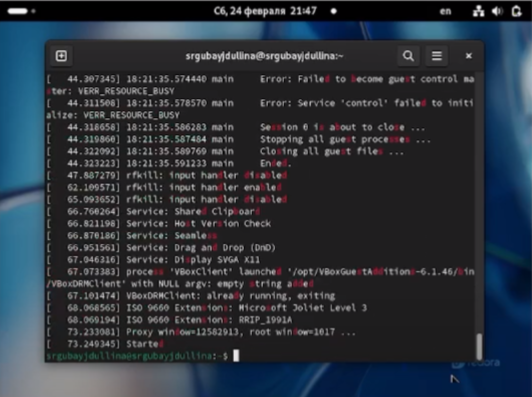 Сб, 24 февраля 21:47
en
srgubayjdullina@srgubayjdullina:~
[ 44.307345] 18:21:35.574440 main Error: Failed to become guest control ma
ster: VERR_RESOURCE_BUSY
[ 44.311508] 18:21:35.578570 main Error: Service 'control' failed to initi
alize: VERR_RESOURCE_BUSY
[ 44.318658] 18:21:35.586283 main Session 0 is about to close ...
[ 44.319860] 18:21:35.587484 main Stopping all guest processes ...
[ 44.322092] 18:21:35.589769 main Closing all guest files ...
[ 44.323223] 18:21:35.591233 main Ended.
[ 47.887279] rfkill: input handler disabled
[ 62.109571] rfkill: input handler enabled
[ 65.093652] rfkill: input handler disabled
[ 66.760264] Service: Shared Clipboard
[ 66.821198] Service: Host Version Check
[ 66.876186] Service: Seamless
[ 66.951561] Service: Drag and Drop (DnD)
[ 67.046316] Service: Display SVGA X11
[ 67.073383] process 'VBoxClient' launched '/opt/VBoxGuestAdditions-6.1.46/bin
/VBoxDRMClient' with NULL argv: empty string added
[ 67.101474] VBoxDRMClient: already running, exiting
[ 68.068565] ISO 9660 Extensions: Microsoft Joliet Level 3
[ 68.069194] ISO 9660 Extensions: RRIP_1991A
[ 73.233081] Proxy window=12582913, root window=1017 ...
[ 73.249345] Started
srgubayjdullina@srgubayjdullina:~$
fedora